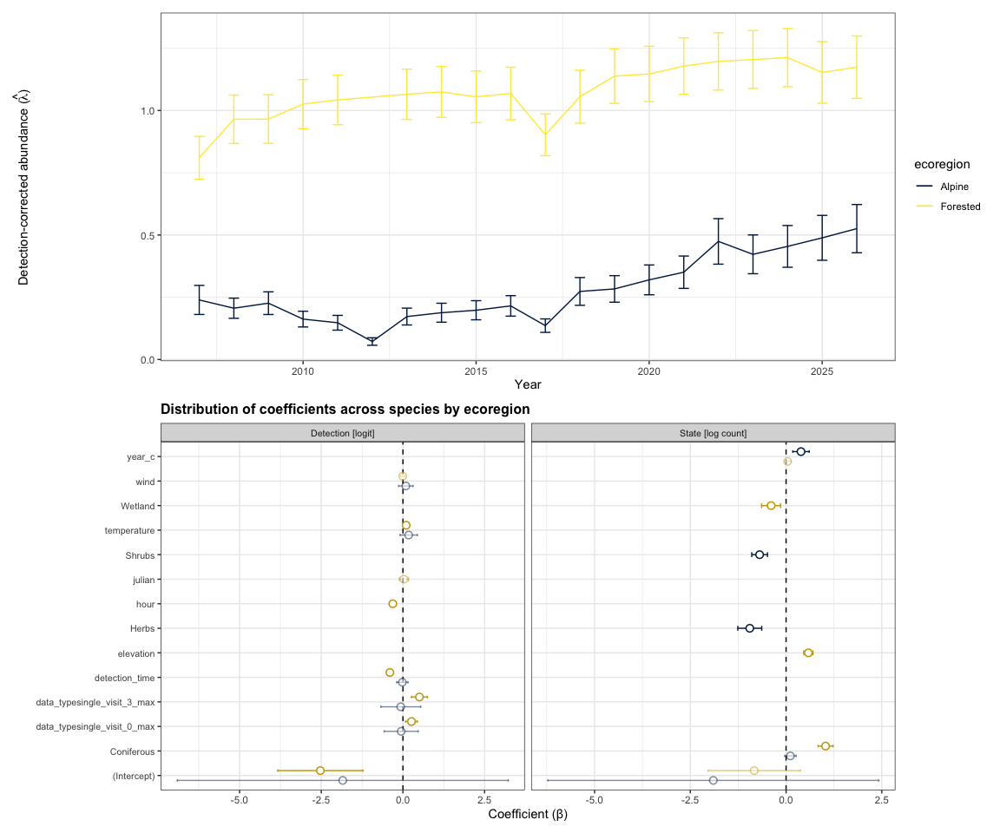 Detection-corrected abundance (λ̂)
1.0
0.5
0.0
2010
2015
2020
2025
Year
ecoregion
Alpine
Forested
Distribution of coefficients across species by ecoregion
Detection [logit]
State [log count]
year_c
wind
Wetland
temperature
Shrubs
julian
hour
Herbs
elevation
detection_time
data_typesingle_visit_3_max
data_typesingle_visit_0_max
Coniferous
(Intercept)
-5.0
-2.5
0.0
2.5
-5.0
-2.5
0.0
2.5
Coefficient (β)